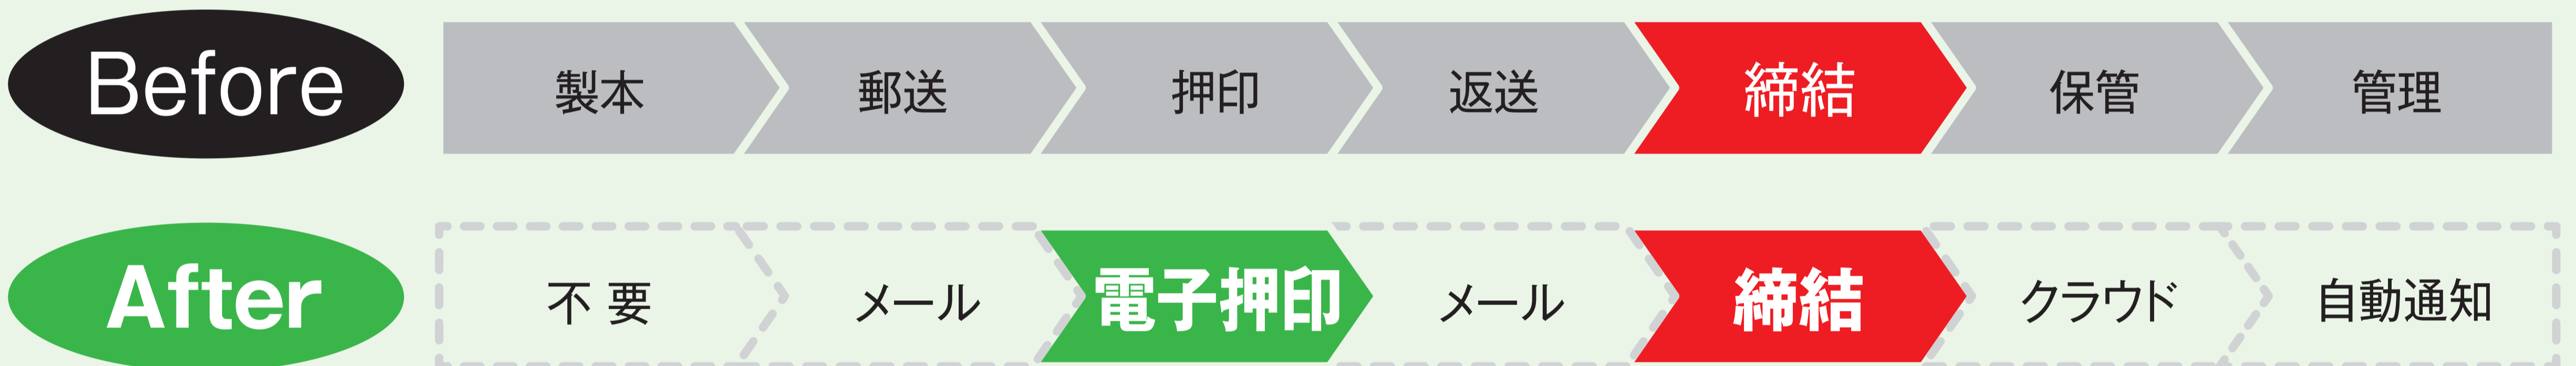 Before 製本 郵送 押印 返送 締結 保管 管理
After 不要 メール 電子押印 メール 締結 クラウド 自動通知